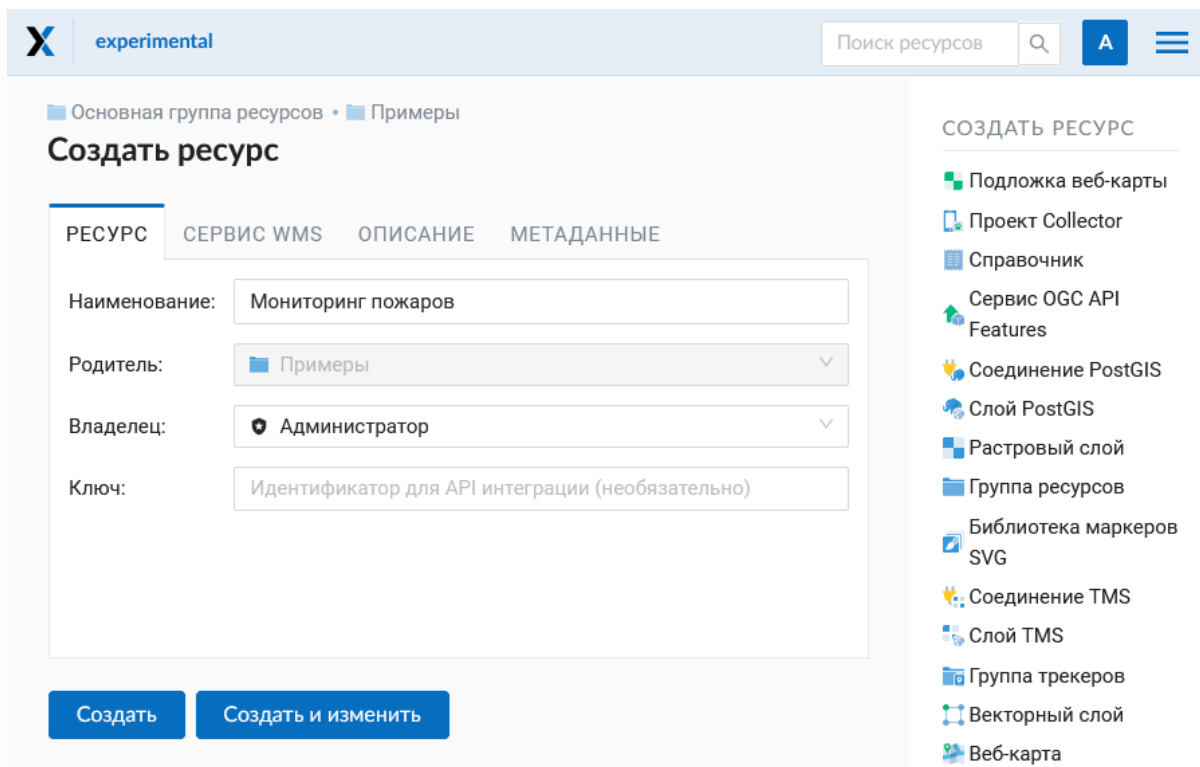 experimental
Поиск ресурсов
A
Основная группа ресурсов • Примеры
Создать ресурс
РЕСУРС СЕРВИС WMS ОПИСАНИЕ МЕТАДАННЫЕ
Наименование: Мониторинг пожаров
Родитель: Примеры
Владелец: Администратор
Ключ: Идентификатор для API интеграции (необязательно)
Создать Создать и изменить
СОЗДАТЬ РЕСУРС
Подложка веб-карты
Проект Collector
Справочник
Сервис OGC API
Features
Соединение PostGIS
Слой PostGIS
Растровый слой
Группа ресурсов
Библиотека маркеров
SVG
Соединение TMS
Слой TMS
Группа трекеров
Векторный слой
Веб-карта